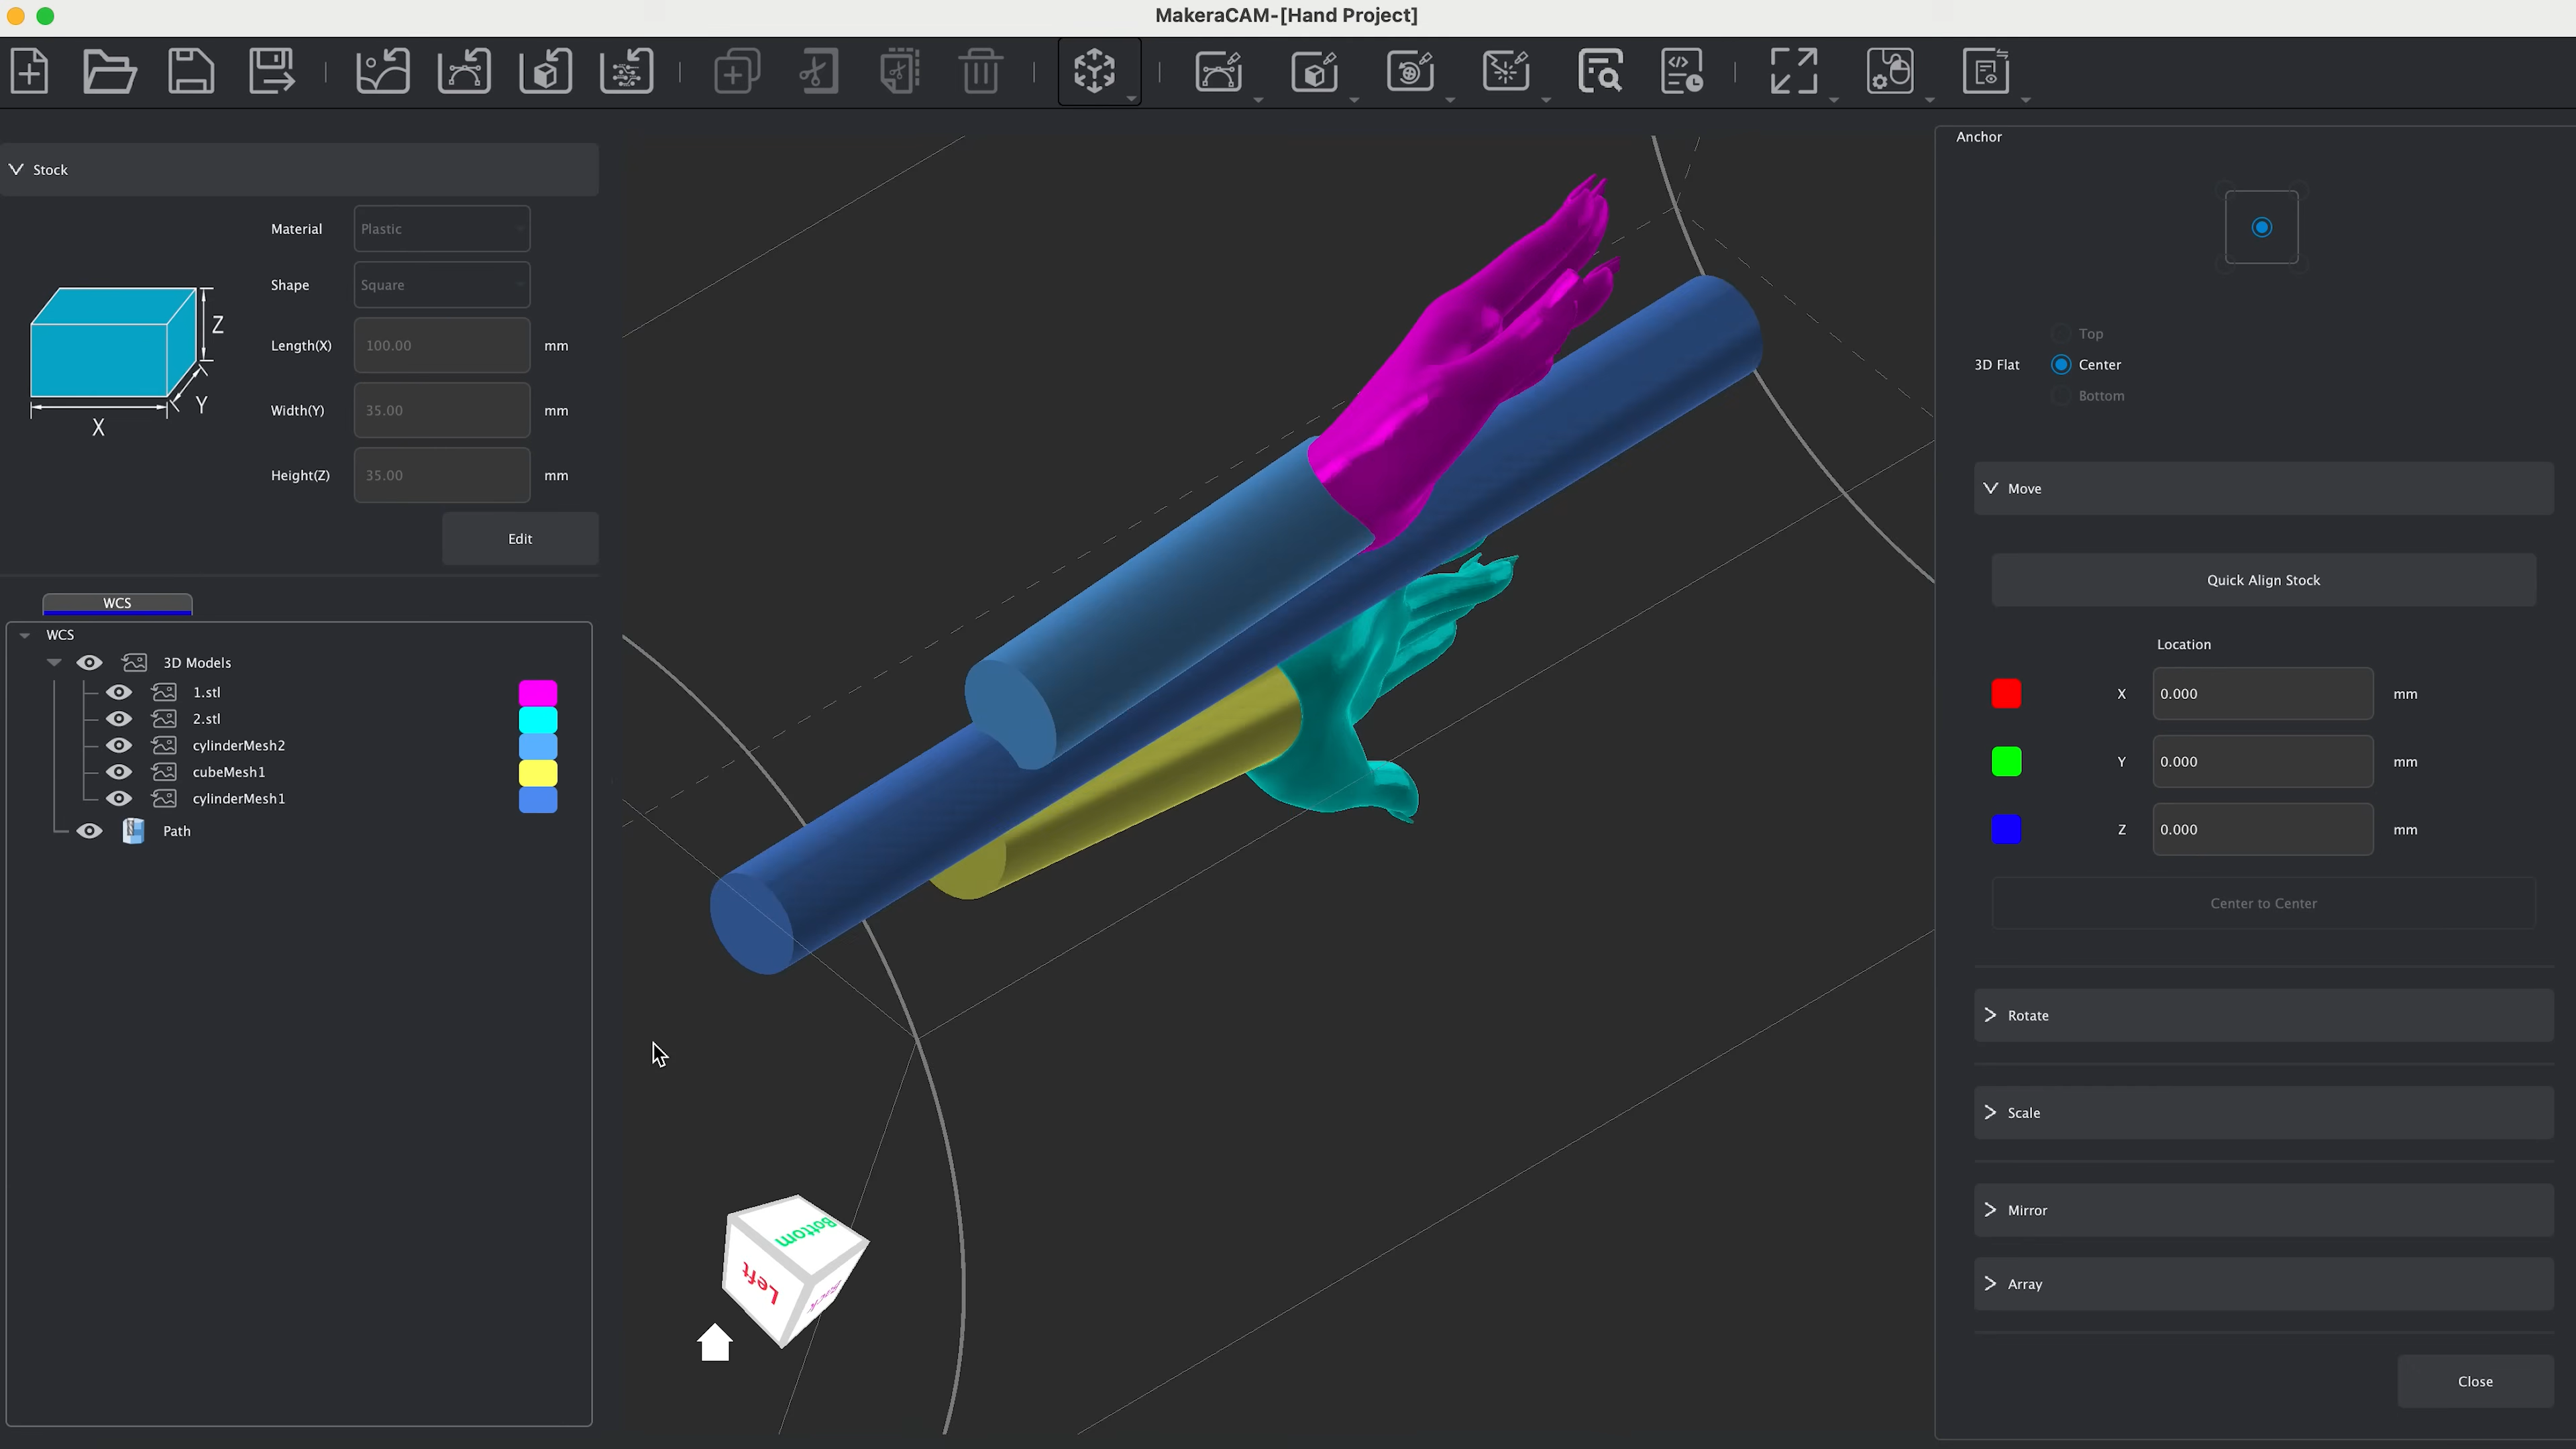 MakeraCAM-[Hand Project]
Stock
Material
Plastic
Shape
Square
Length(X)
100.00
mm
Width(Y)
35.00
mm
Height(Z)
35.00
mm
Z
Y
X
Edit
WCS
WCS
3D Models
1.stl
2.stl
cylinderMesh2
cubeMesh1
cylinderMesh1
Path
Bottom
Left
Anchor
3D Flat
Top
Center
Bottom
Move
Quick Align Stock
Location
X
0.000
mm
Y
0.000
mm
Z
0.000
mm
Center to Center
Rotate
Scale
Mirror
Array
Close